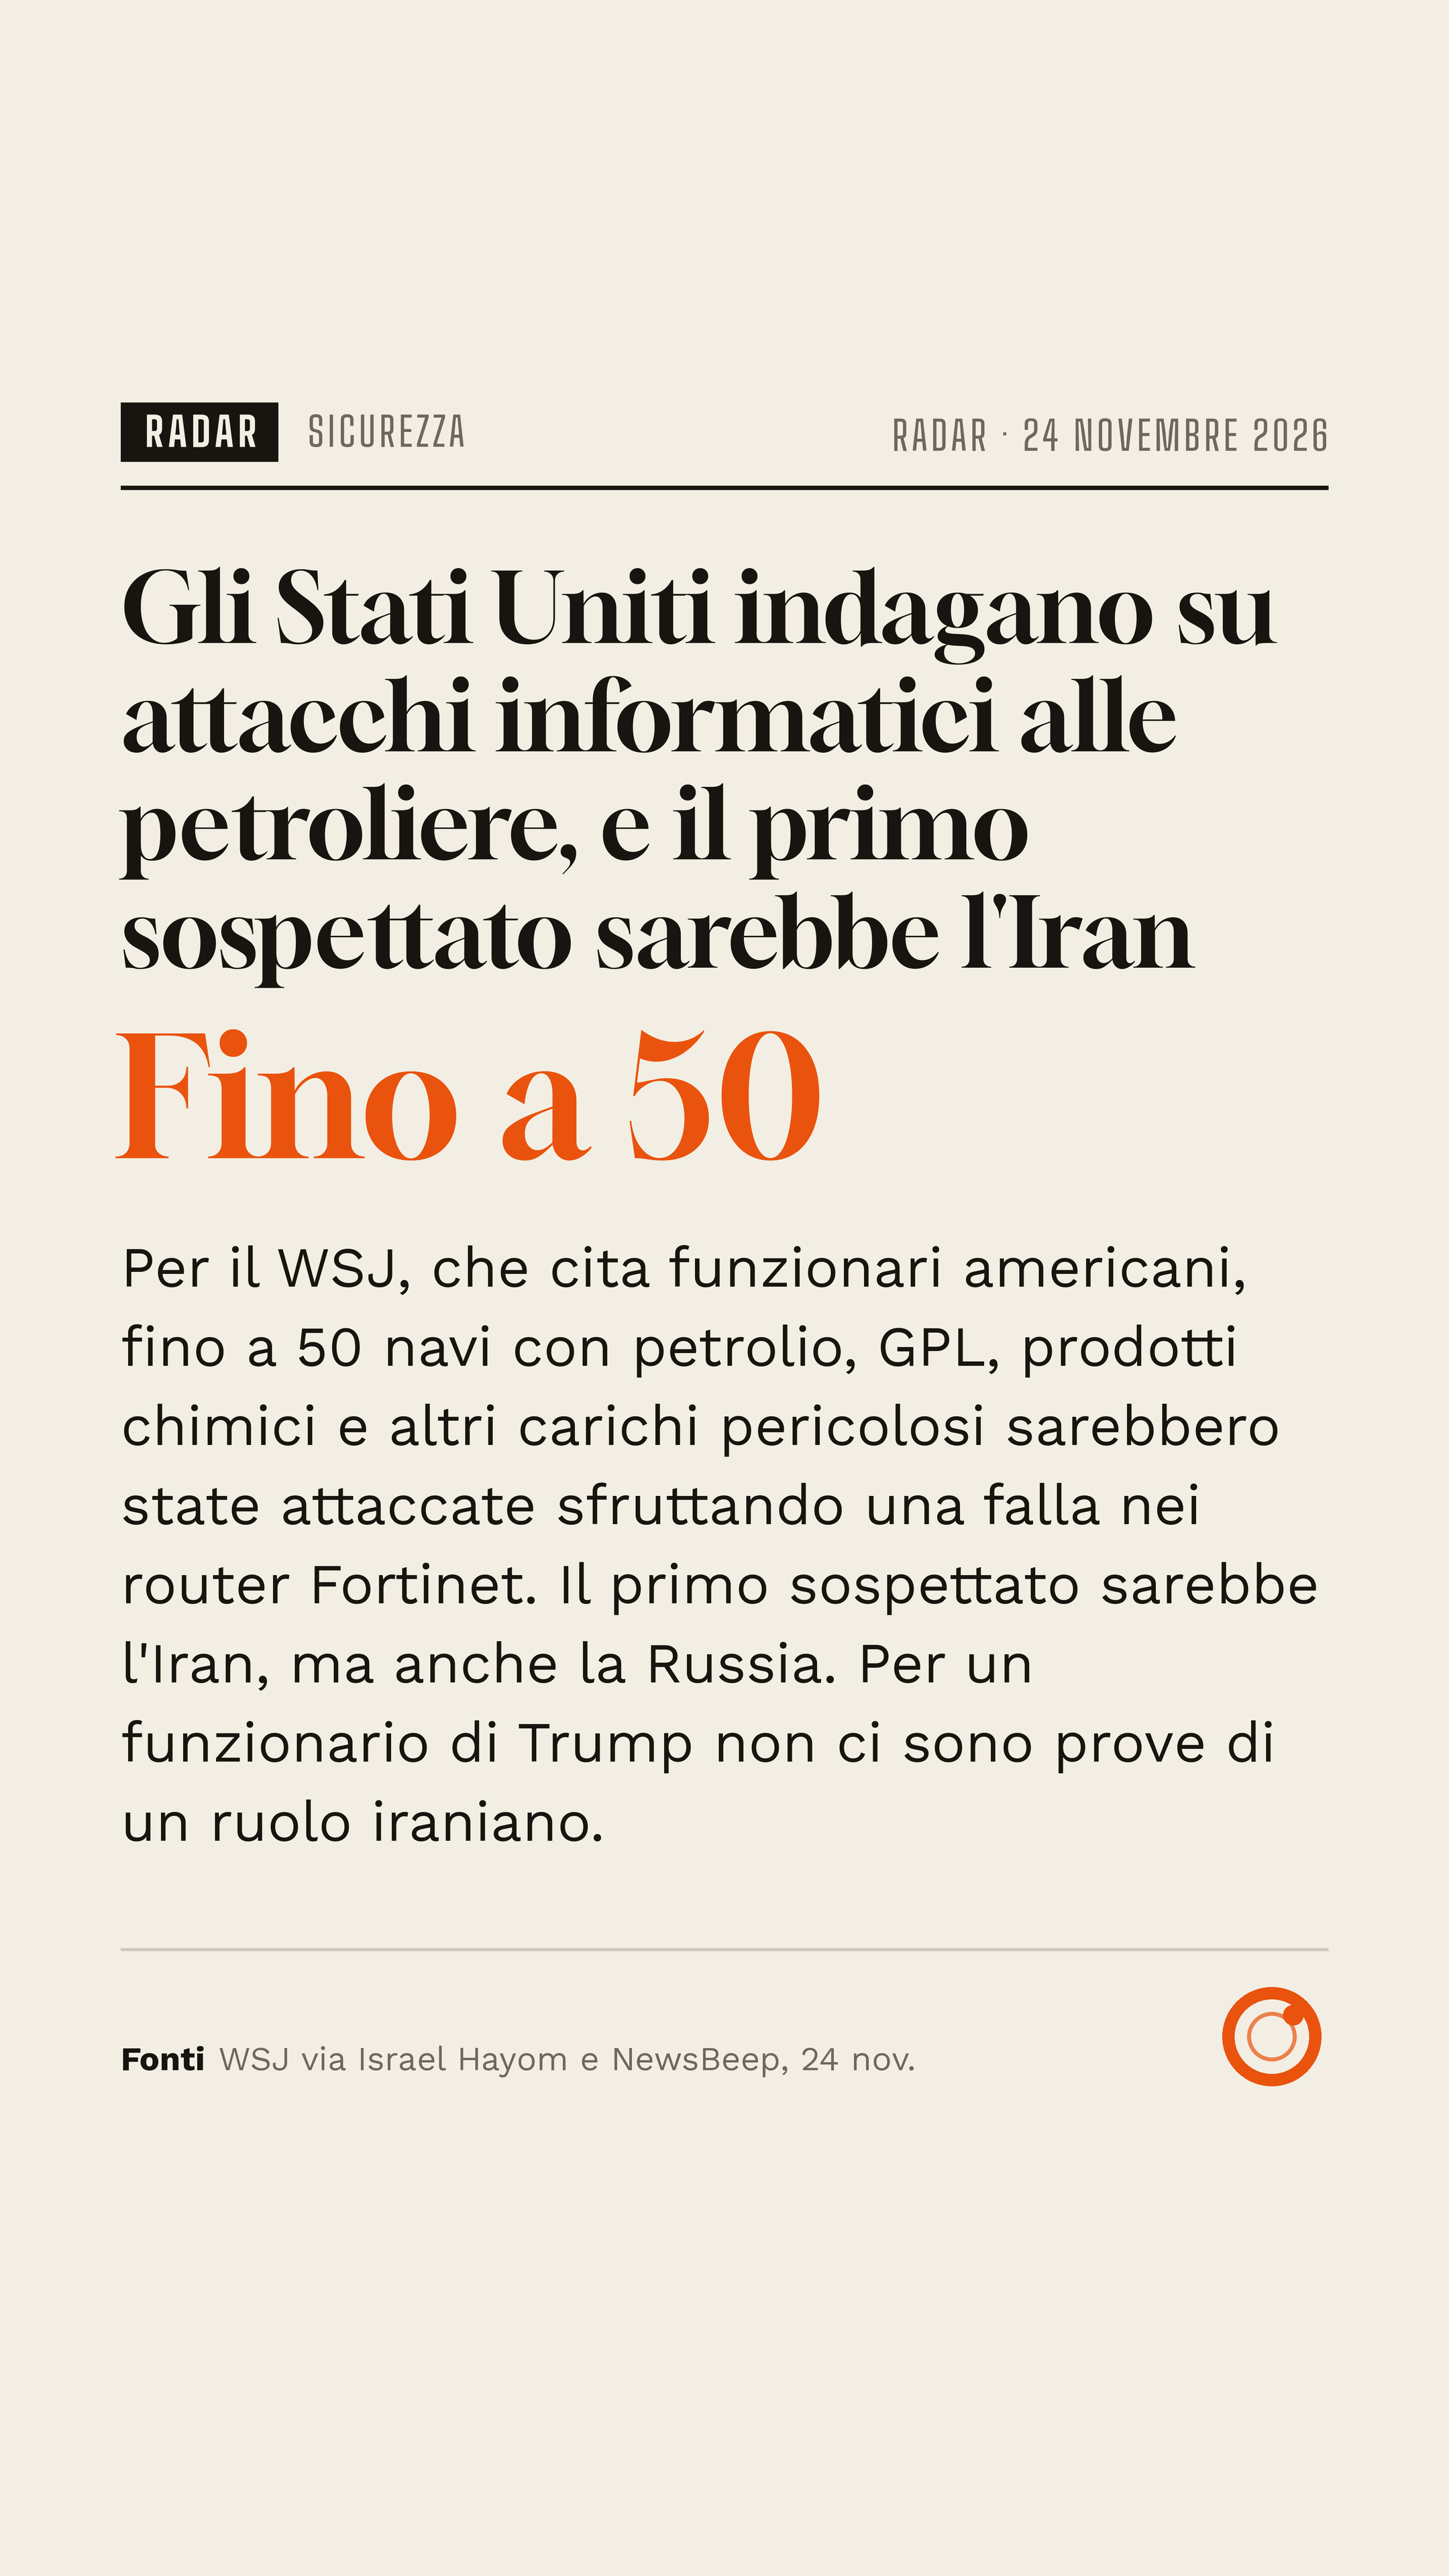 RADAR SICUREZZA RADAR · 24 NOVEMBRE 2026
Gli Stati Uniti indagano su
attacchi informatici alle
petroliere, e il primo
sospettato sarebbe l'Iran
Fino a 50
Per il WSJ, che cita funzionari americani,
fino a 50 navi con petrolio, GPL, prodotti
chimici e altri carichi pericolosi sarebbero
state attaccate sfruttando una falla nei
router Fortinet. Il primo sospettato sarebbe
l'Iran, ma anche la Russia. Per un
funzionario di Trump non ci sono prove di
un ruolo iraniano.
Fonti WSJ via Israel Hayom e NewsBeep, 24 nov.